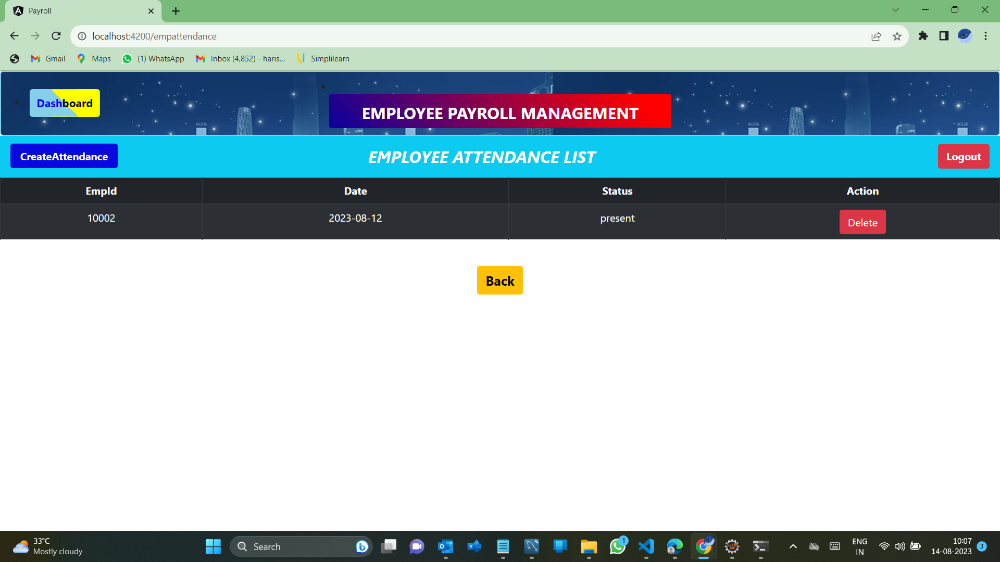 Payroll
localhost:4200/empattendance
Gmail
Maps
(1) WhatsApp
Inbox (4,852) - haris...
Simplilearn
Dashboard
EMPLOYEE PAYROLL MANAGEMENT
CreateAttendance
EMPLOYEE ATTENDANCE LIST
Logout
EmpId Date Status Action
10002 2023-08-12 present Delete
Back
33°C
Mostly cloudy
Search
1
ENG
IN
10:07
14-08-2023
3